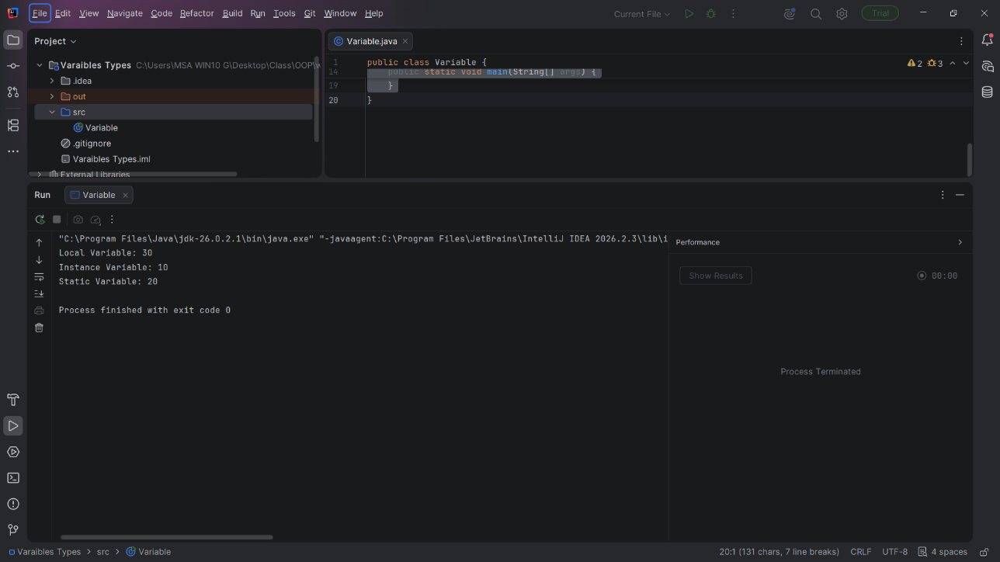 File Edit View Navigate Code Refactor Build Run Tools Git Window Help Current File Trial
Project
Variable.java
Varaibles Types C:\Users\MSA WIN10 G\Desktop\Class\OOP\w
.idea
out
src
Variable
.gitignore
Varaibles Types.iml
External Libraries
1 public class Variable {
14 public static void main(String[] args) {
19 }
20 }
2 3
Run Variable
"C:\Program Files\Java\jdk-26.0.2.1\bin\java.exe" "-javaagent:C:\Program Files\JetBrains\IntelliJ IDEA 2026.2.3\lib\i
Local Variable: 30
Instance Variable: 10
Static Variable: 20
Process finished with exit code 0
Performance
Show Results 00:00
Process Terminated
Varaibles Types > src > Variable 20:1 (131 chars, 7 line breaks) CRLF UTF-8 4 spaces